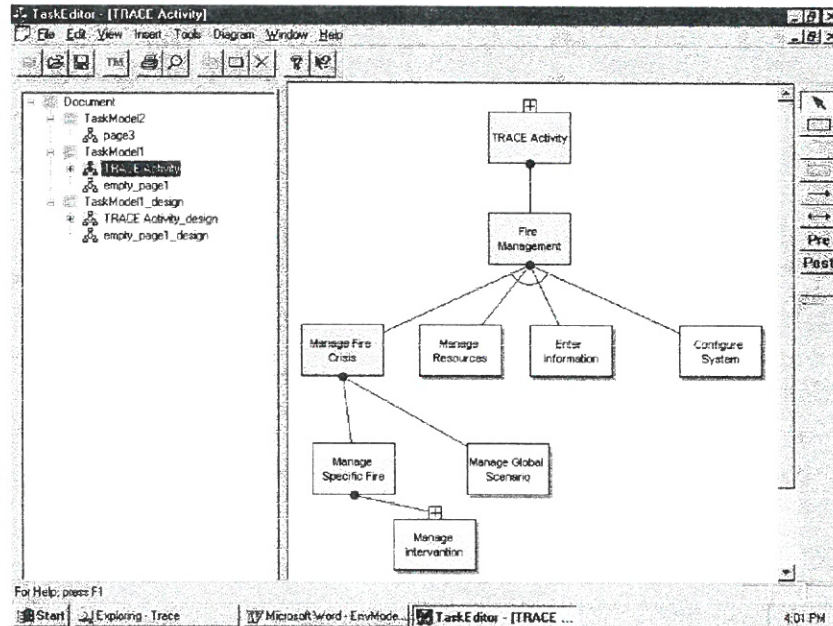 TaskEditor - [TRACE Activity]
File Edit View Insert Tools Diagram Window Help
TM
Document
TaskModel2
page3
TaskModel1
TRACE Activity
empty_page1
TaskModel1_design
TRACE Activity_design
empty_page1_design
TRACE Activity
Fire
Management
Manage Fire
Crisis
Manage
Resources
Enter
Information
Configure
System
Manage
Specific Fire
Manage Global
Scenario
Manage
Intervention
Pre
Post
For Help, press F1
Start
Exploring - Trace
Microsoft Word - EnvMode...
TaskEditor - [TRACE ...
4:01 PM